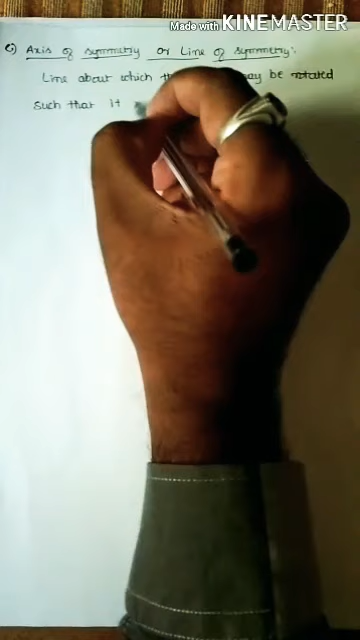 Made with KINEMASTER
c) Axis of symmetry or Line of symmetry:
Line about which may be rotated
such that it